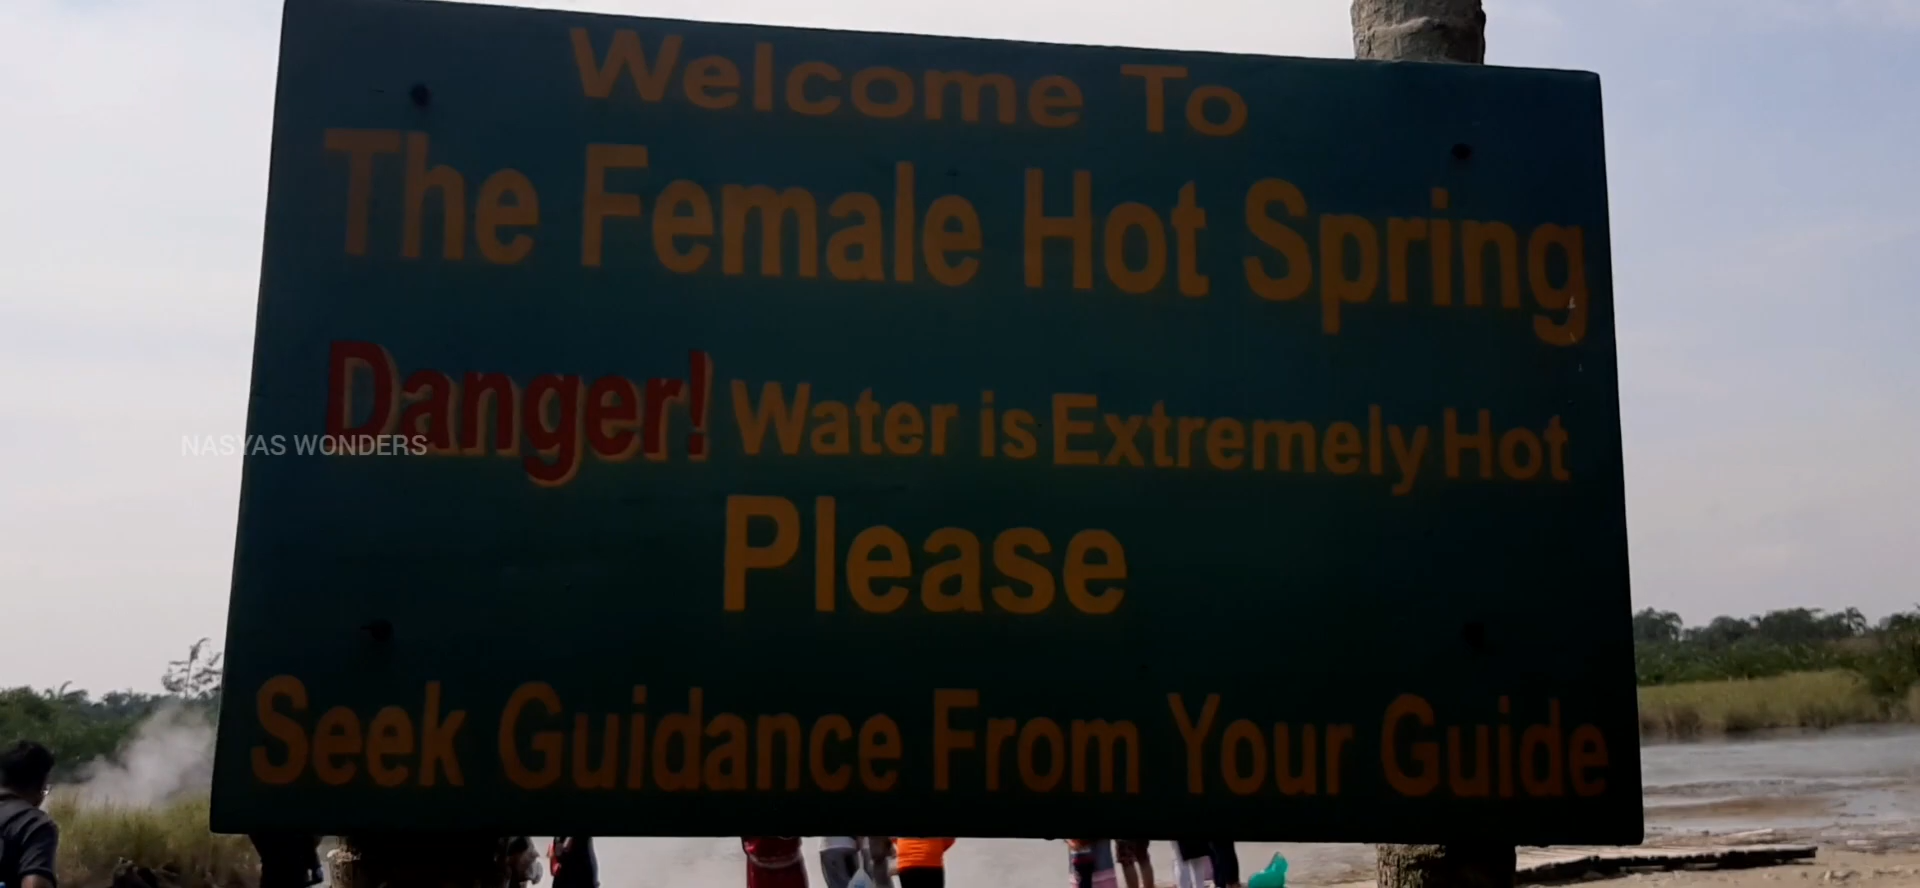 Welcome To
The Female Hot Spring
Danger! Water is Extremely Hot
NASYAS WONDERS
Please
Seek Guidance From Your Guide